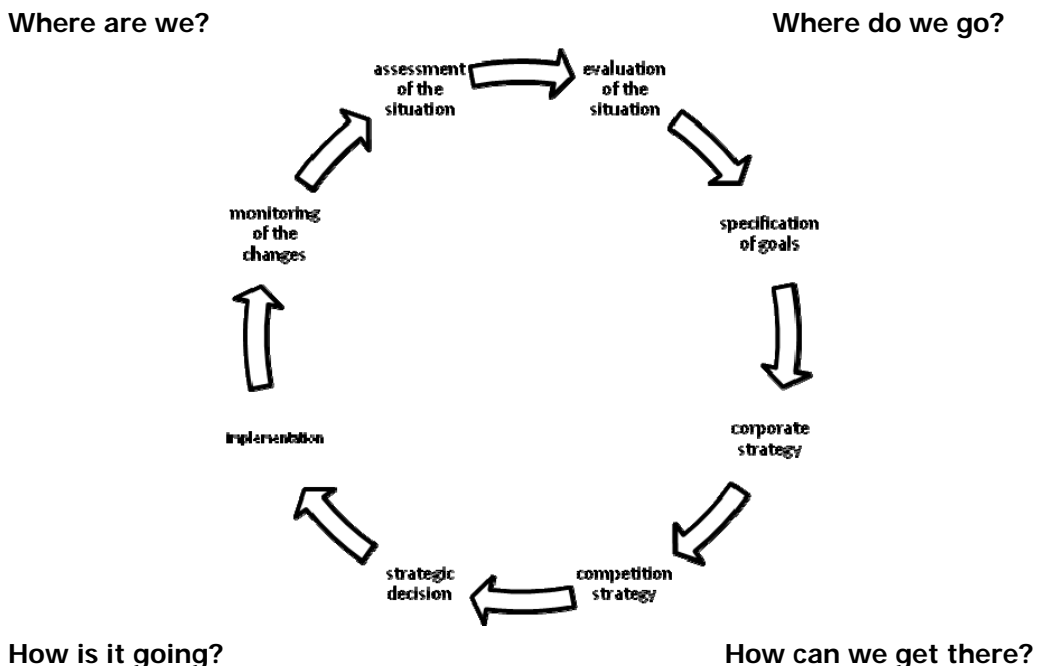 Where are we?
Where do we go?
assessment
of the
situation
evaluation
of the
situation
specification
of goals
corporate
strategy
competition
strategy
strategic
decision
implementation
monitoring
of the
changes
How is it going?
How can we get there?